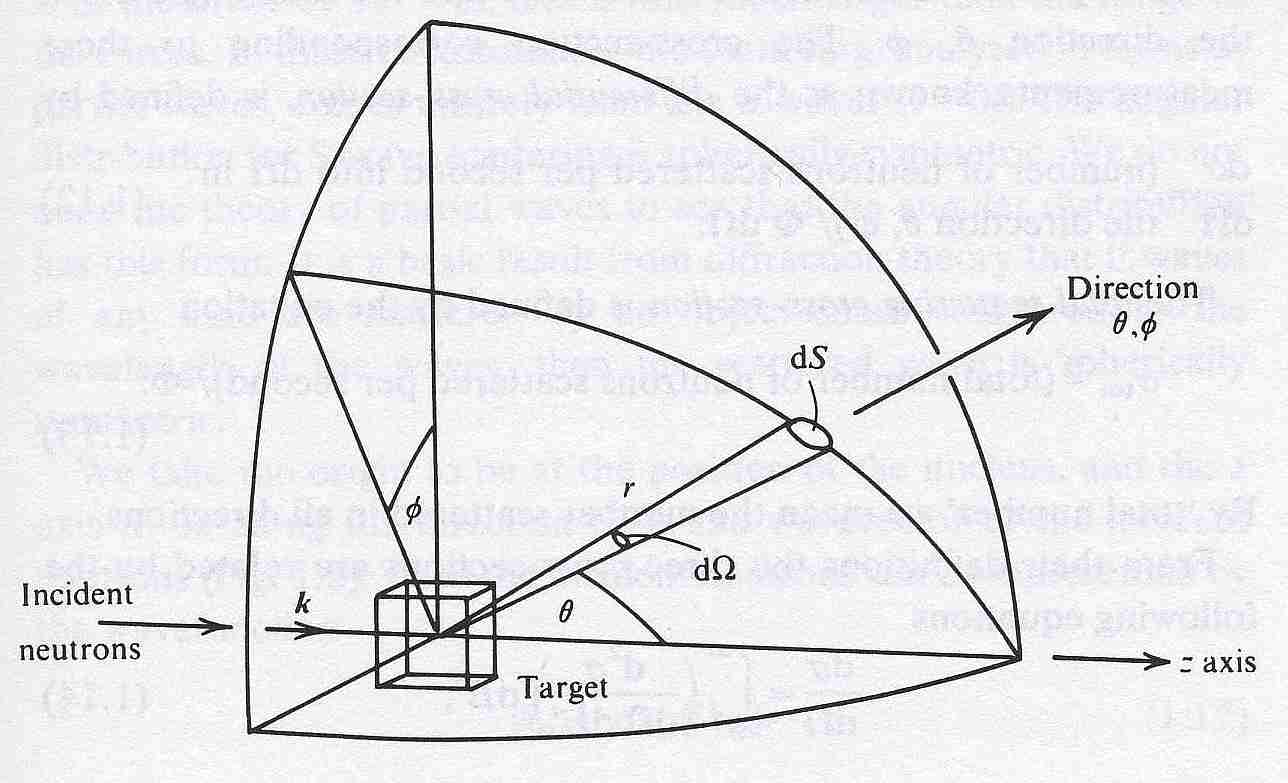 Direction
θ,ϕ
dS
r
ϕ
dΩ
Incident
neutrons
k
θ
z axis
Target